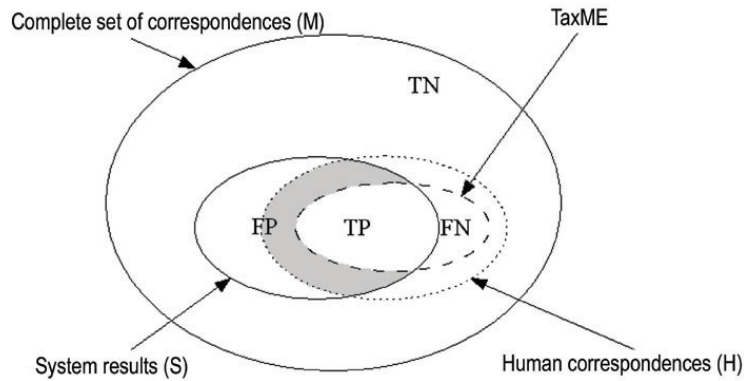 Complete set of correspondences (M)
TaxME
TN
FP
TP
FN
System results (S)
Human correspondences (H)